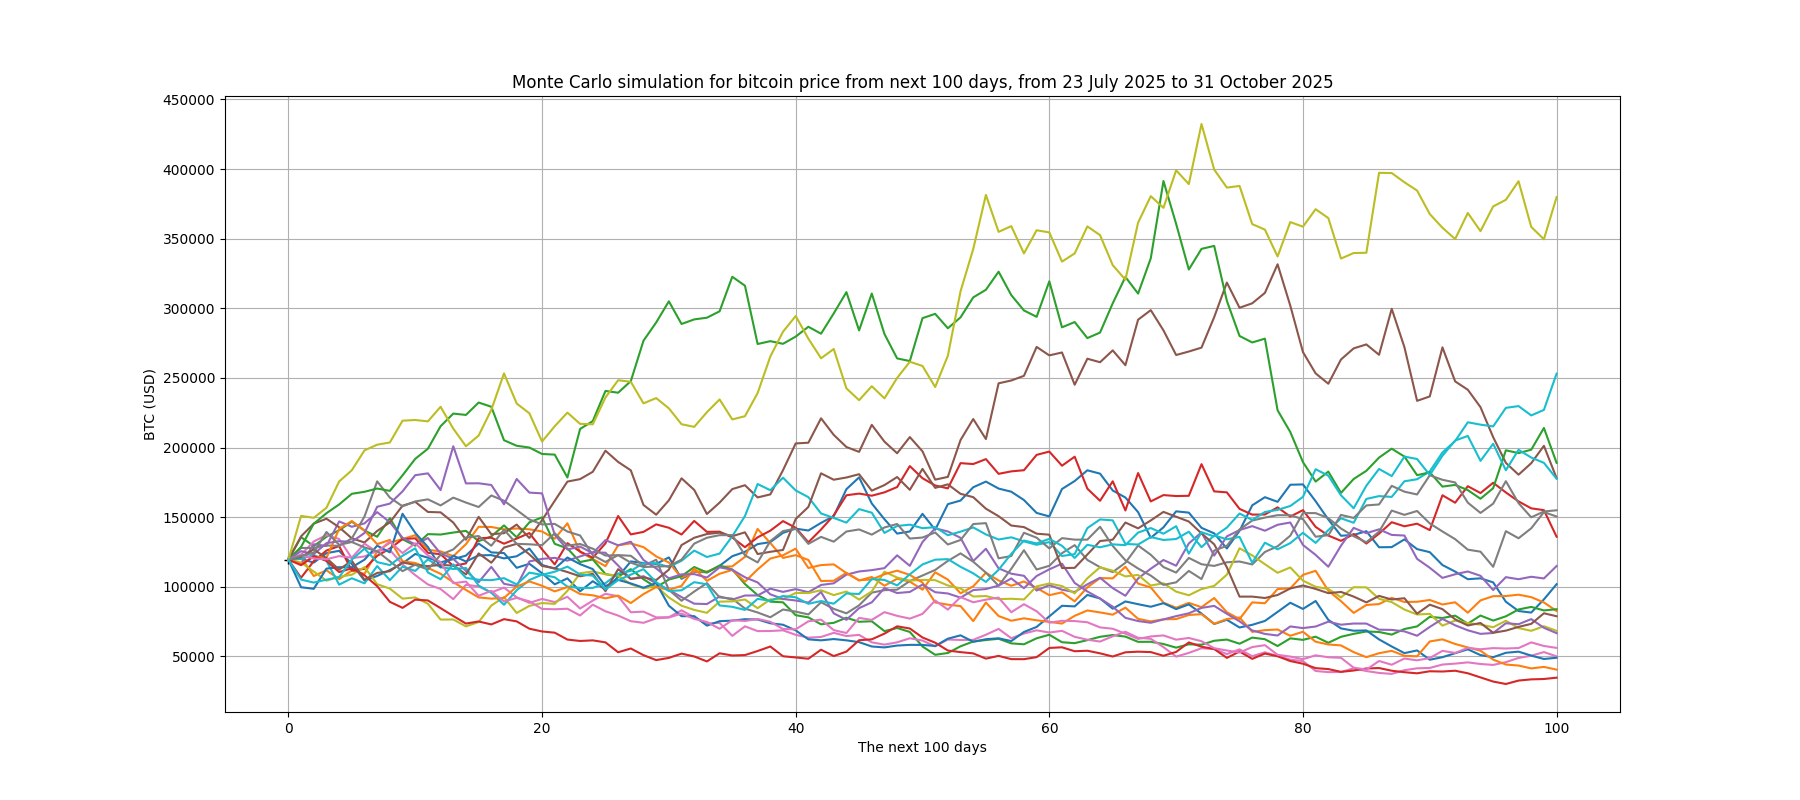 Monte Carlo simulation for bitcoin price from next 100 days, from 23 July 2025 to 31 October 2025
450000
400000
350000
300000
250000
200000
150000
100000
50000
BTC (USD)
0 20 40 60 80 100
The next 100 days